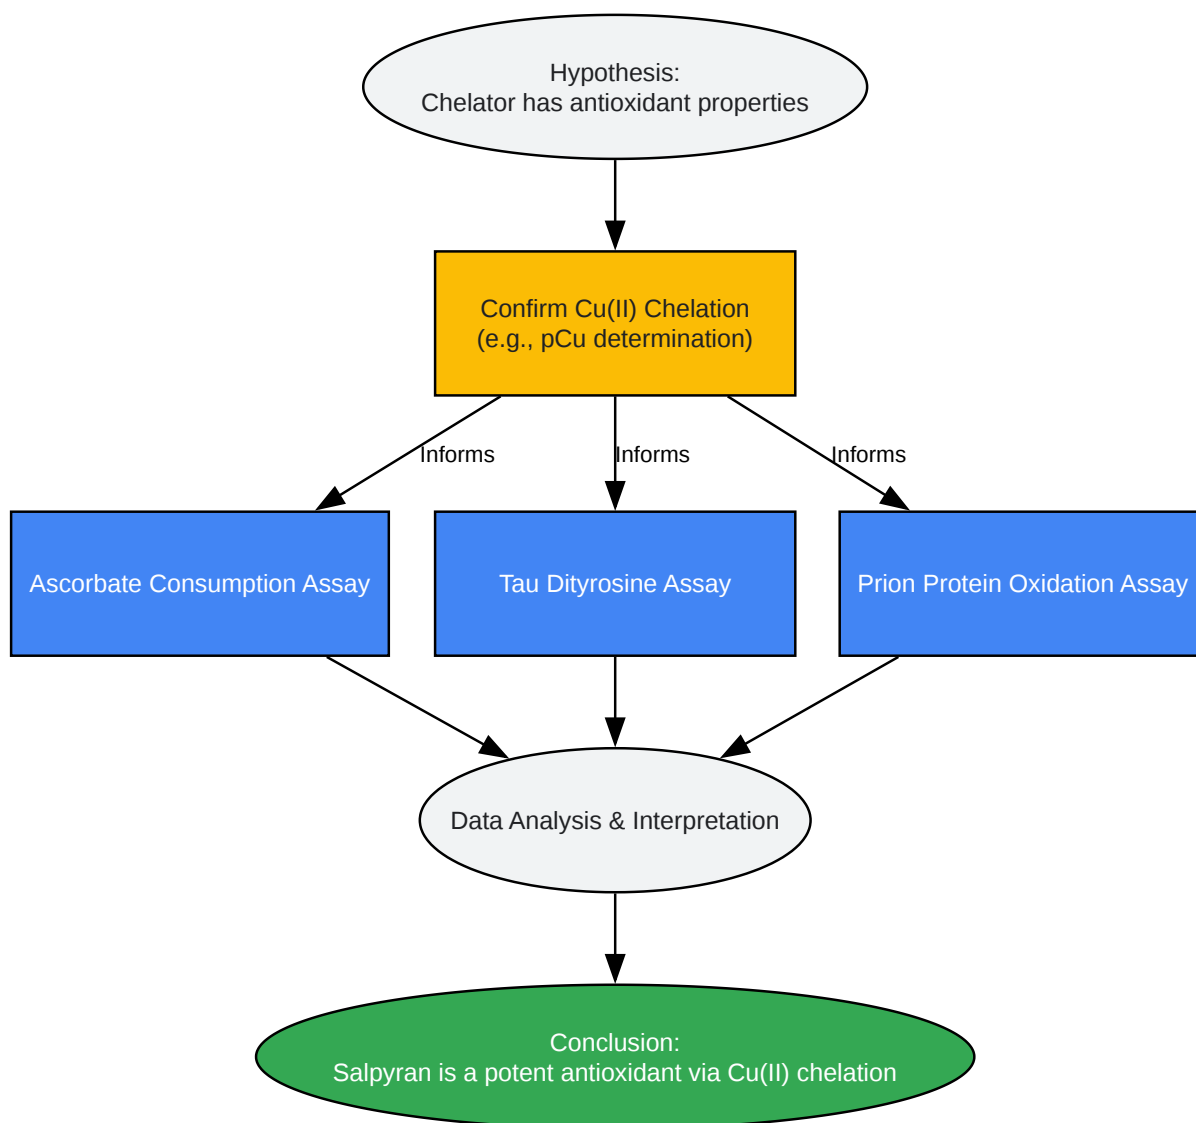 Hypothesis:
Chelator has antioxidant properties
Confirm Cu(II) Chelation
(e.g., pCu determination)
Informs
Informs
Informs
Ascorbate Consumption Assay
Tau Dityrosine Assay
Prion Protein Oxidation Assay
Data Analysis & Interpretation
Conclusion:
Salpyran is a potent antioxidant via Cu(II) chelation